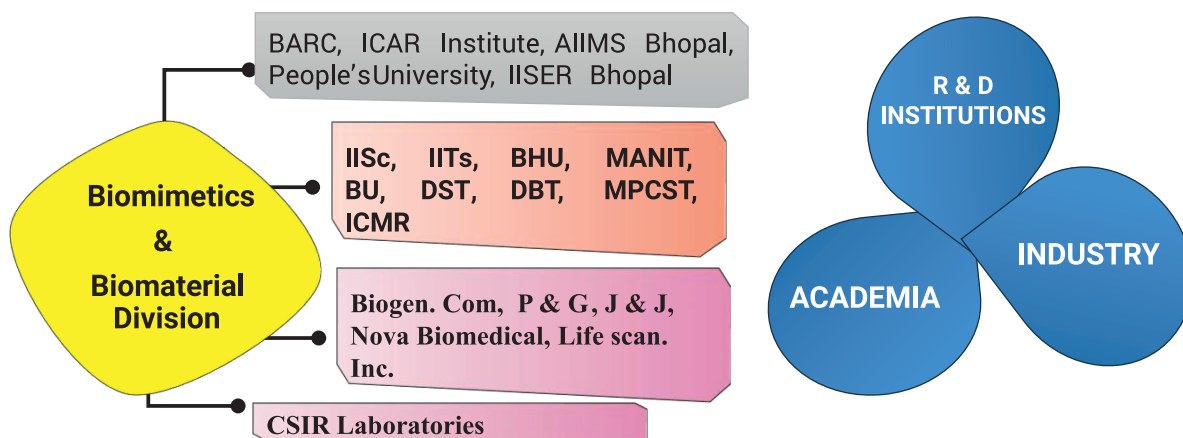 BARC, ICAR Institute, AIIMS Bhopal,
People'sUniversity, IISER Bhopal
Biomimetics
&
Biomaterial
Division
IISc, IITs, BHU, MANIT,
BU, DST, DBT, MPCST,
ICMR
Biogen. Com, P & G, J & J,
Nova Biomedical, Life scan.
Inc.
CSIR Laboratories
R & D
INSTITUTIONS
INDUSTRY
ACADEMIA